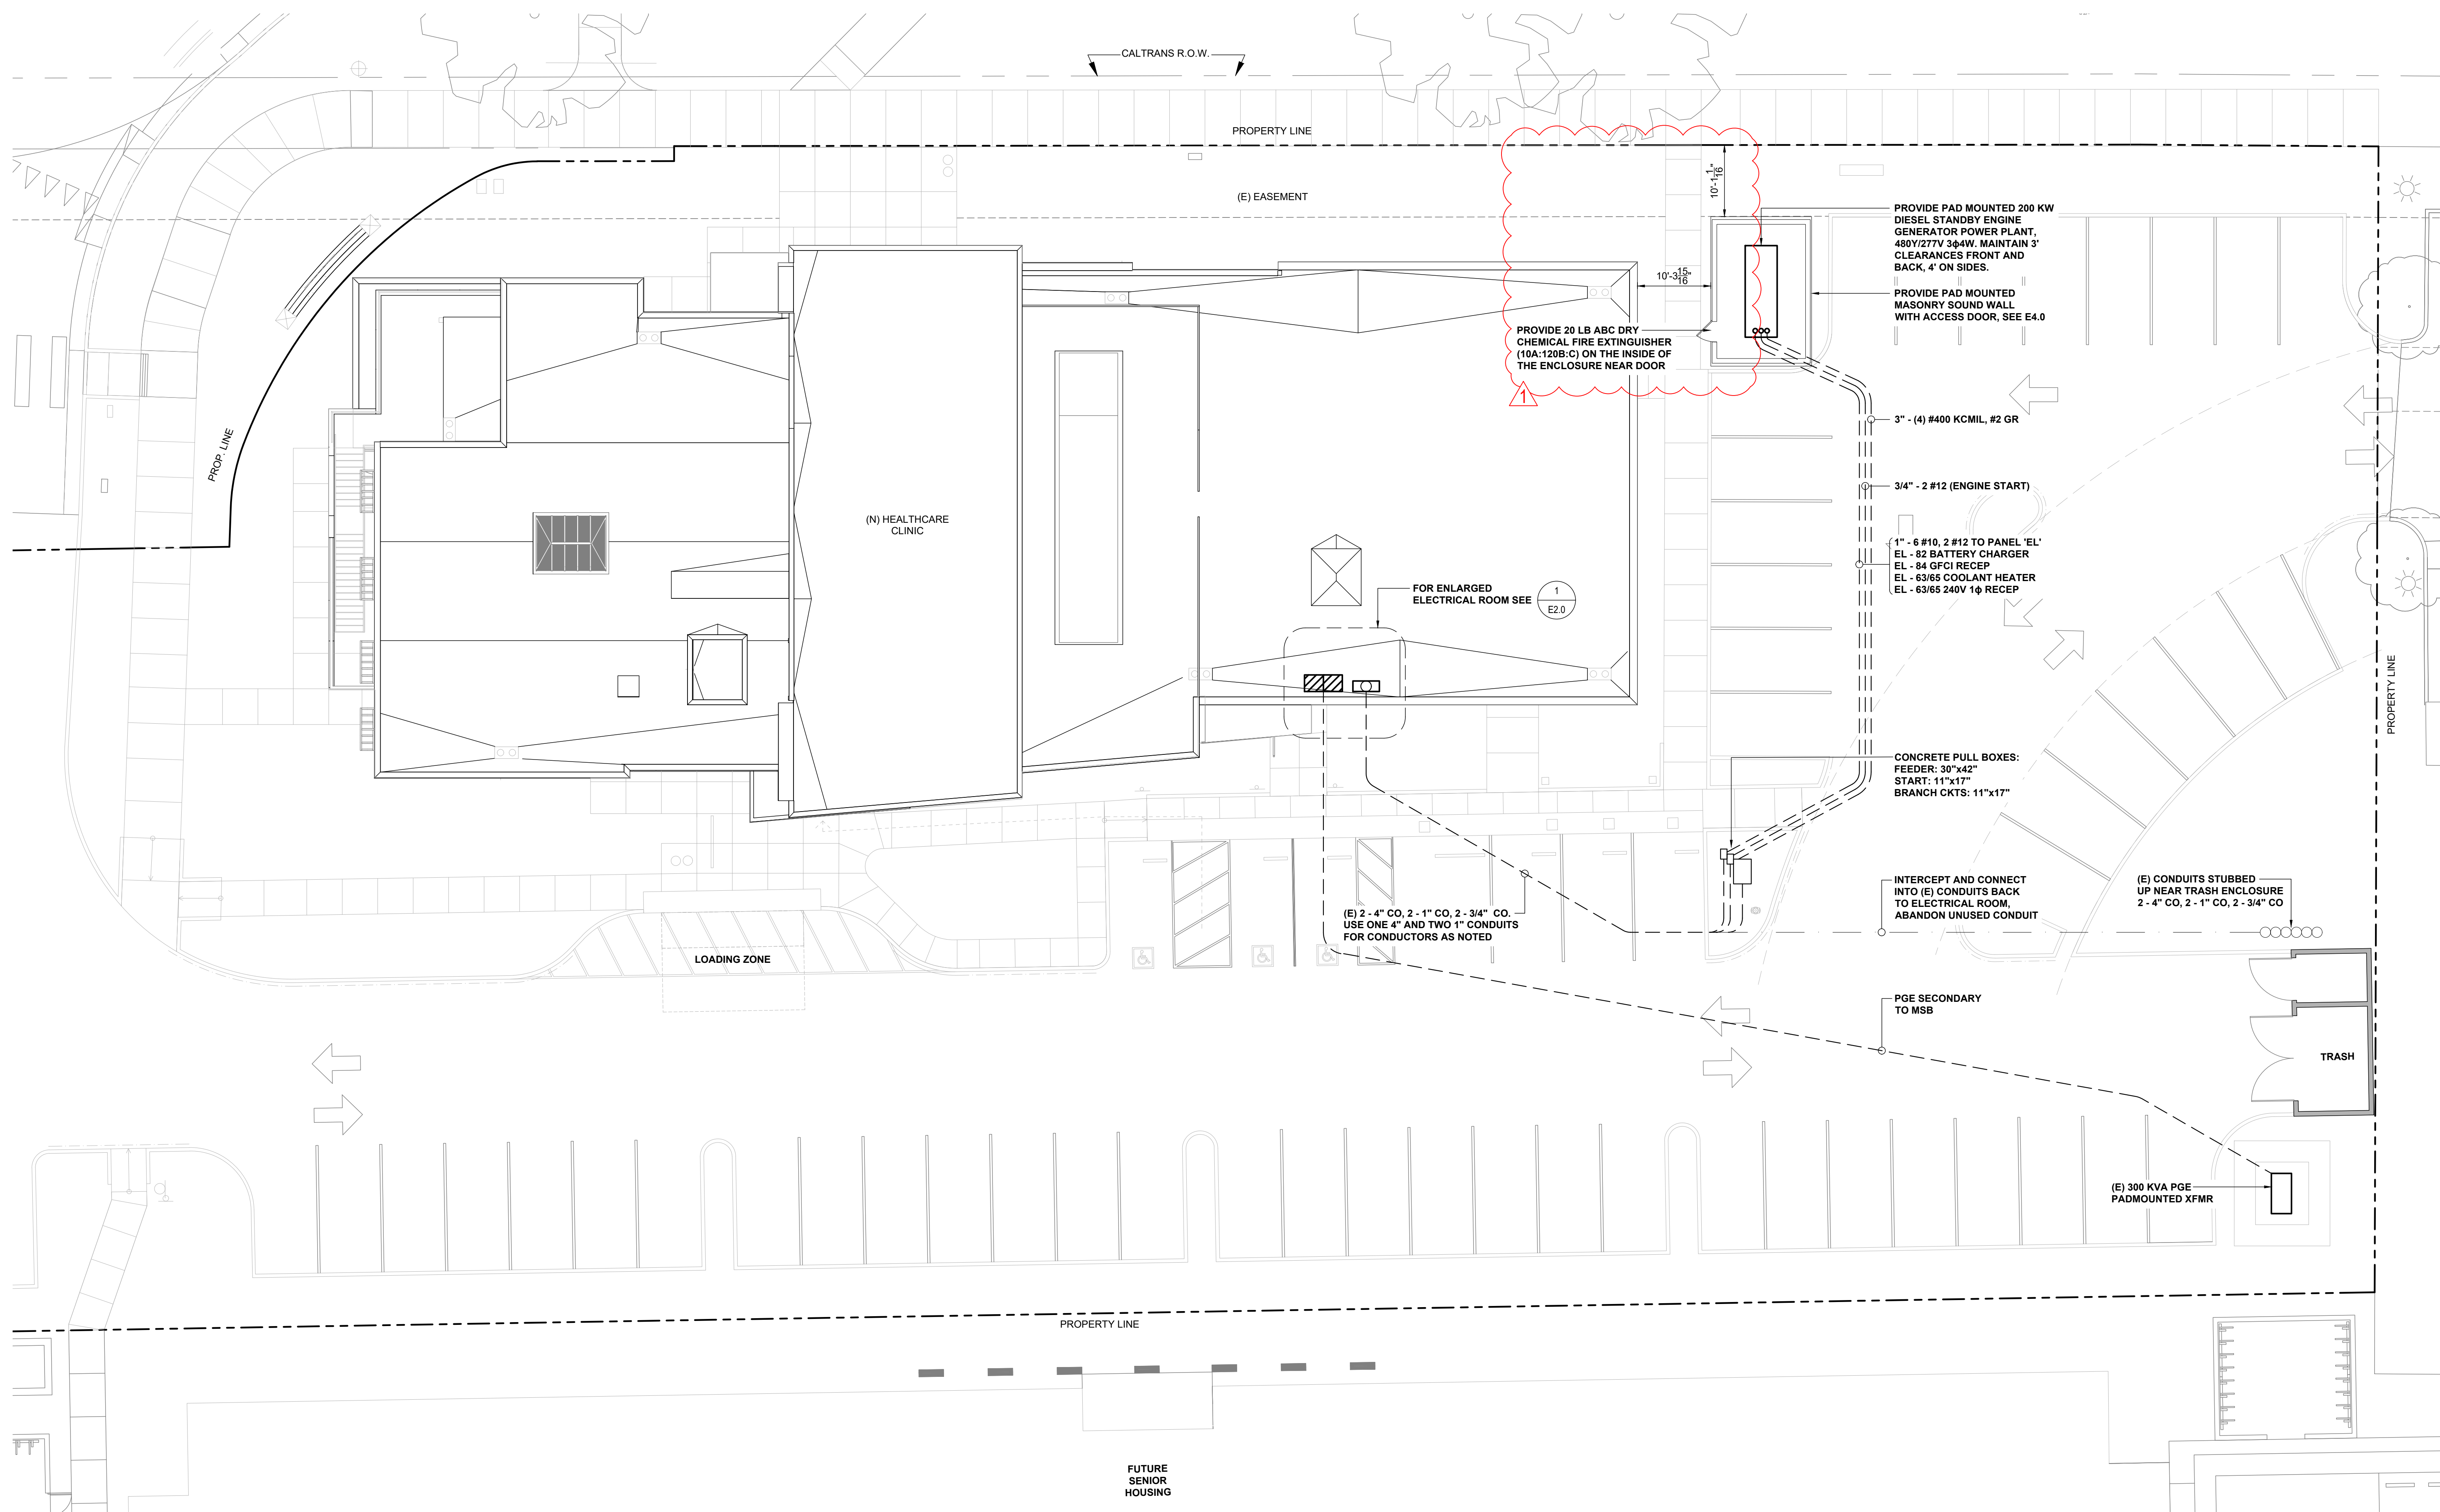 CALTRANS R.O.W.
PROPERTY LINE
10'-1 1/16"
(E) EASEMENT
PROVIDE PAD MOUNTED 200 KW
DIESEL STANDBY ENGINE
GENERATOR POWER PLANT,
480Y/277V 3ϕ4W. MAINTAIN 3'
CLEARANCES FRONT AND
BACK, 4' ON SIDES.
10'-3 15/16"
PROVIDE PAD MOUNTED
MASONRY SOUND WALL
WITH ACCESS DOOR, SEE E4.0
PROVIDE 20 LB ABC DRY
CHEMICAL FIRE EXTINGUISHER
(10A:120B:C) ON THE INSIDE OF
THE ENCLOSURE NEAR DOOR
1
3" - (4) #400 KCMIL, #2 GR
PROP. LINE
3/4" - 2 #12 (ENGINE START)
(N) HEALTHCARE
CLINIC
1" - 6 #10, 2 #12 TO PANEL 'EL'
EL - 82 BATTERY CHARGER
EL - 84 GFCI RECEP
EL - 63/65 COOLANT HEATER
EL - 63/65 240V 1ϕ RECEP
FOR ENLARGED
ELECTRICAL ROOM SEE
1
E2.0
PROPERTY LINE
CONCRETE PULL BOXES:
FEEDER: 30"x42"
START: 11"x17"
BRANCH CKTS: 11"x17"
INTERCEPT AND CONNECT
INTO (E) CONDUITS BACK
TO ELECTRICAL ROOM,
ABANDON UNUSED CONDUIT
(E) CONDUITS STUBBED
UP NEAR TRASH ENCLOSURE
2 - 4" CO, 2 - 1" CO, 2 - 3/4" CO
(E) 2 - 4" CO, 2 - 1" CO, 2 - 3/4" CO.
USE ONE 4" AND TWO 1" CONDUITS
FOR CONDUCTORS AS NOTED
LOADING ZONE
PGE SECONDARY
TO MSB
TRASH
(E) 300 KVA PGE
PADMOUNTED XFMR
PROPERTY LINE
FUTURE
SENIOR
HOUSING